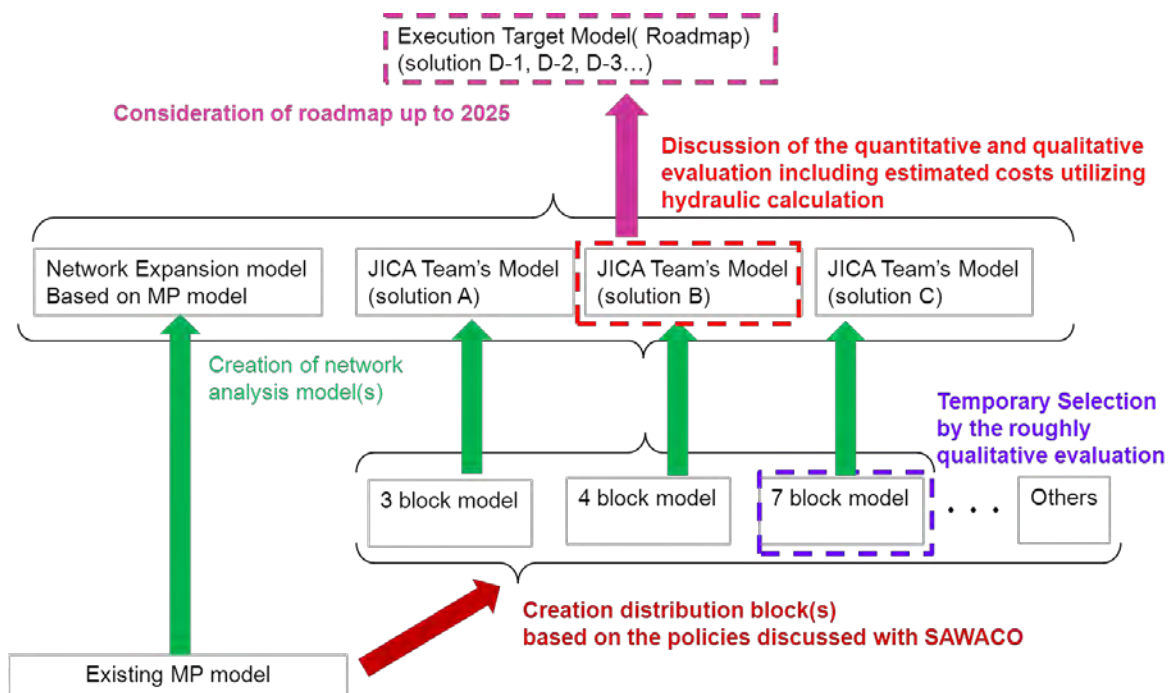 Execution Target Model( Roadmap)
(solution D-1, D-2, D-3…)
Consideration of roadmap up to 2025
Discussion of the quantitative and qualitative
evaluation including estimated costs utilizing
hydraulic calculation
Network Expansion model
Based on MP model
JICA Team's Model
(solution A)
JICA Team's Model
(solution B)
JICA Team's Model
(solution C)
Creation of network
analysis model(s)
Temporary Selection
by the roughly
qualitative evaluation
3 block model
4 block model
7 block model
· · ·
Others
Creation distribution block(s)
based on the policies discussed with SAWACO
Existing MP model